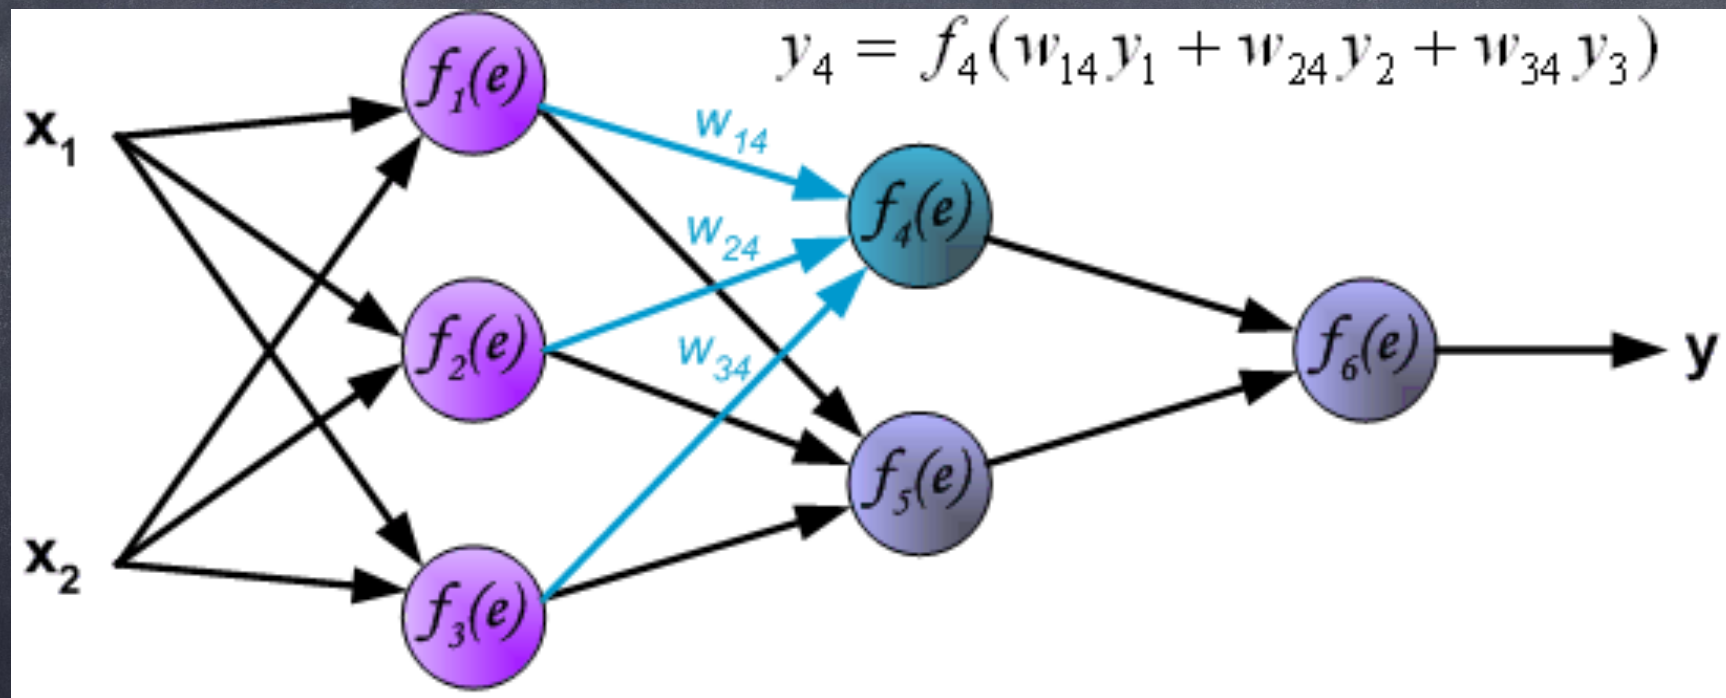 y₄ = f₄(w₁₄y₁ + w₂₄y₂ + w₃₄y₃)
f₁(e)
x₁
w₁₄
f₄(e)
w₂₄
f₂(e)
w₃₄
f₆(e)
y
f₅(e)
x₂
f₃(e)